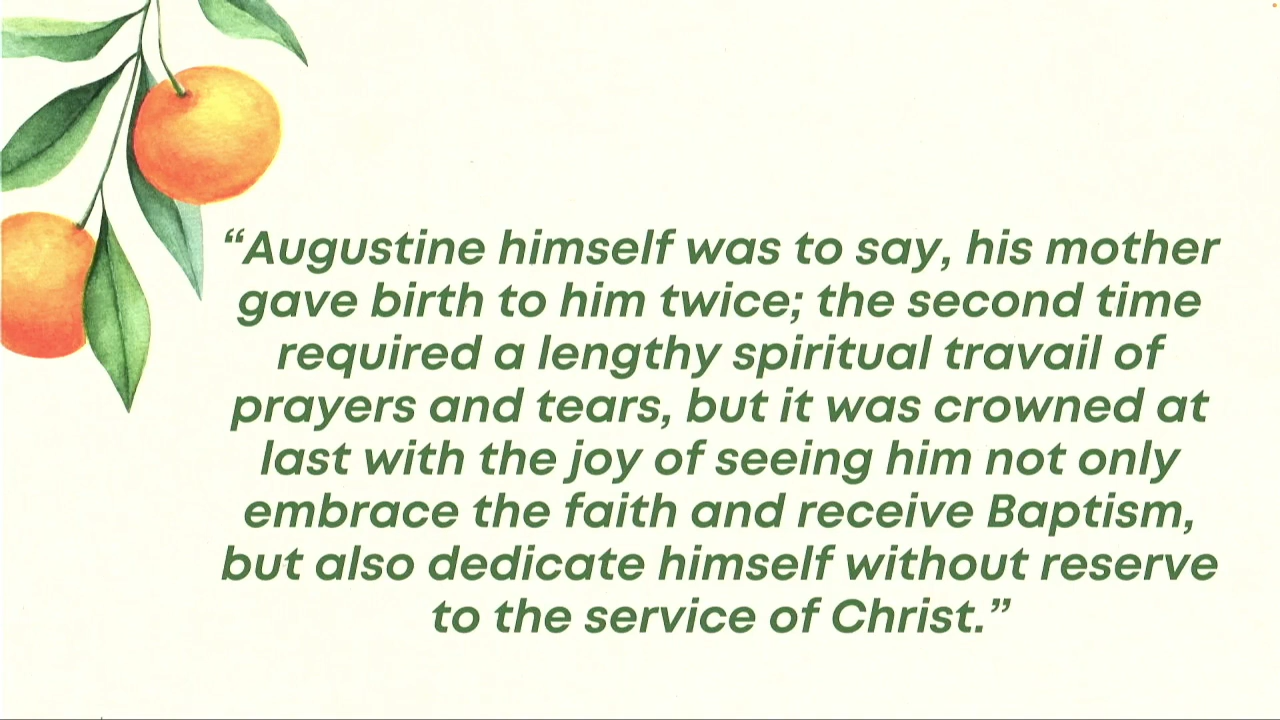 “Augustine himself was to say, his mother
gave birth to him twice; the second time
required a lengthy spiritual travail of
prayers and tears, but it was crowned at
last with the joy of seeing him not only
embrace the faith and receive Baptism,
but also dedicate himself without reserve
to the service of Christ.”